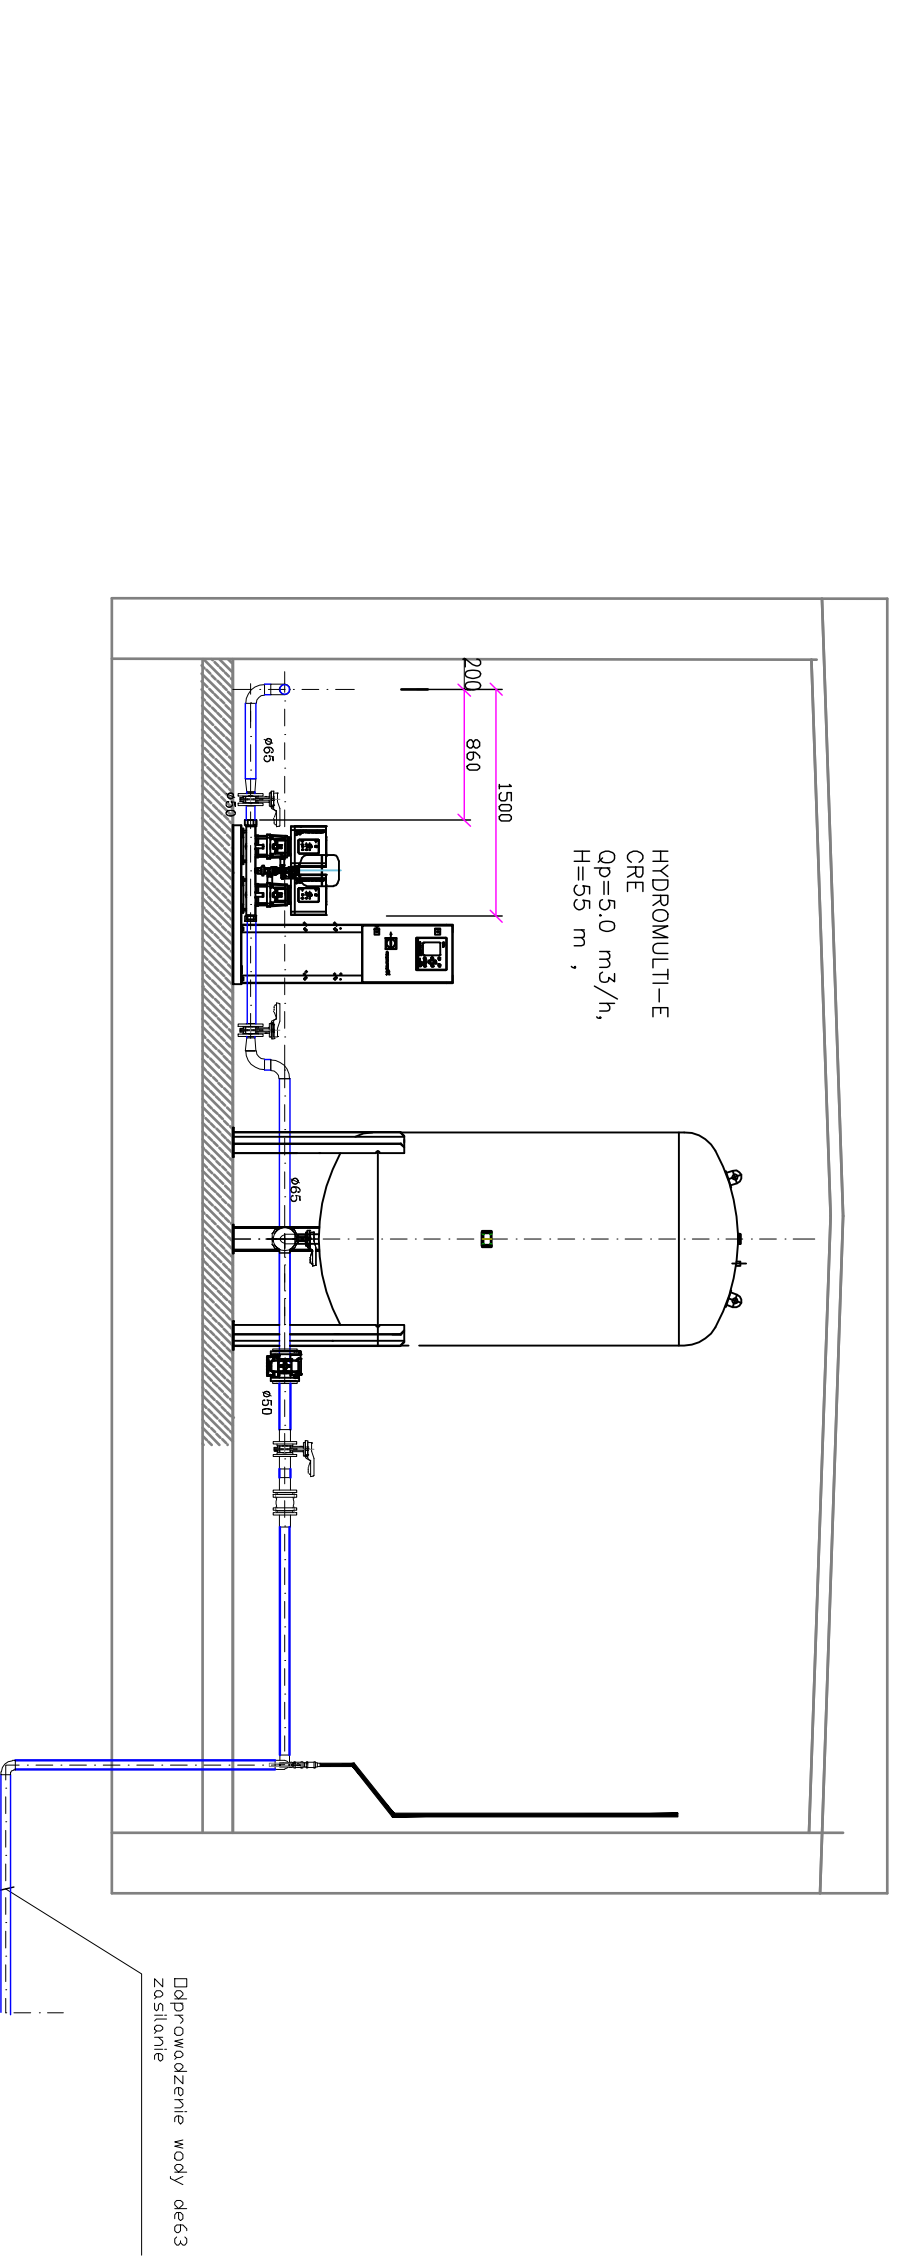 200
860
1500
ø65
ø50
HYDROMULTI-E
CRE
Qp=5.0 m3/h,
H=55 m ,
ø65
ø50
Odprowadzenie wody de63
zasilanie